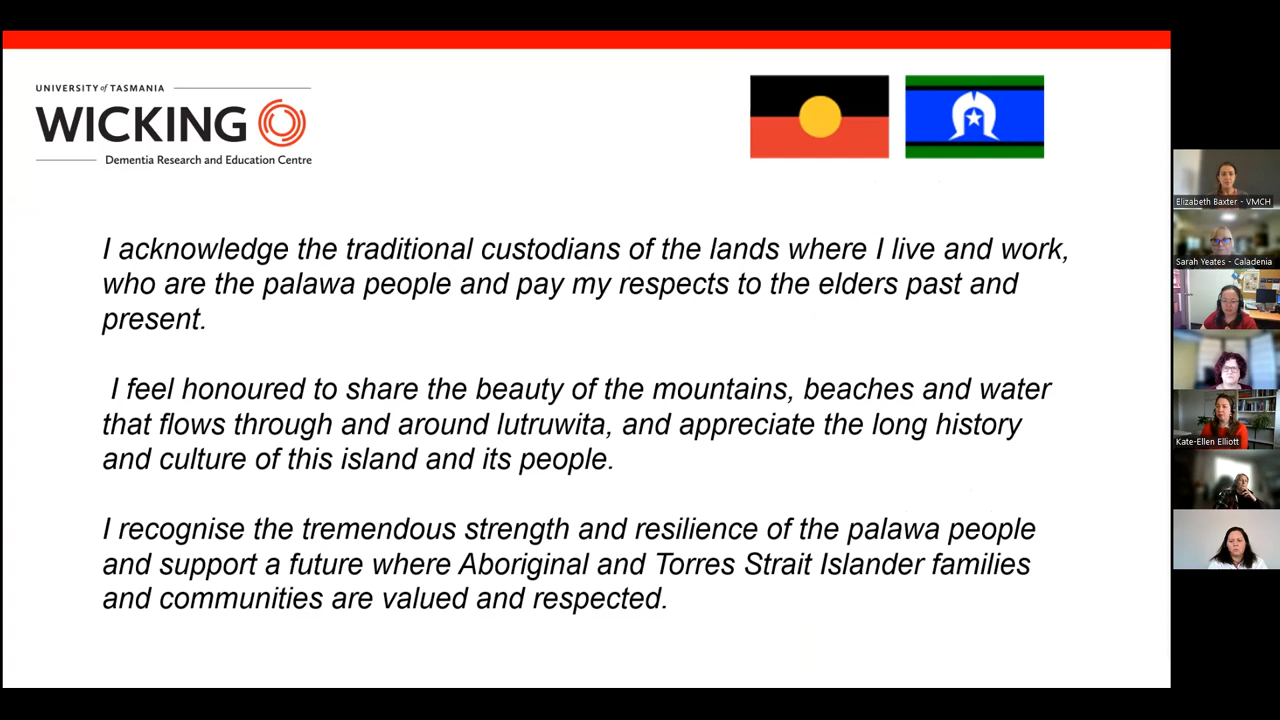 UNIVERSITY of TASMANIA
WICKING
Dementia Research and Education Centre
I acknowledge the traditional custodians of the lands where I live and work,
who are the palawa people and pay my respects to the elders past and
present.
I feel honoured to share the beauty of the mountains, beaches and water
that flows through and around lutruwita, and appreciate the long history
and culture of this island and its people.
I recognise the tremendous strength and resilience of the palawa people
and support a future where Aboriginal and Torres Strait Islander families
and communities are valued and respected.
Elizabeth Baxter - VMCH
Sarah Yeates - Caladenia
Kate-Ellen Elliott